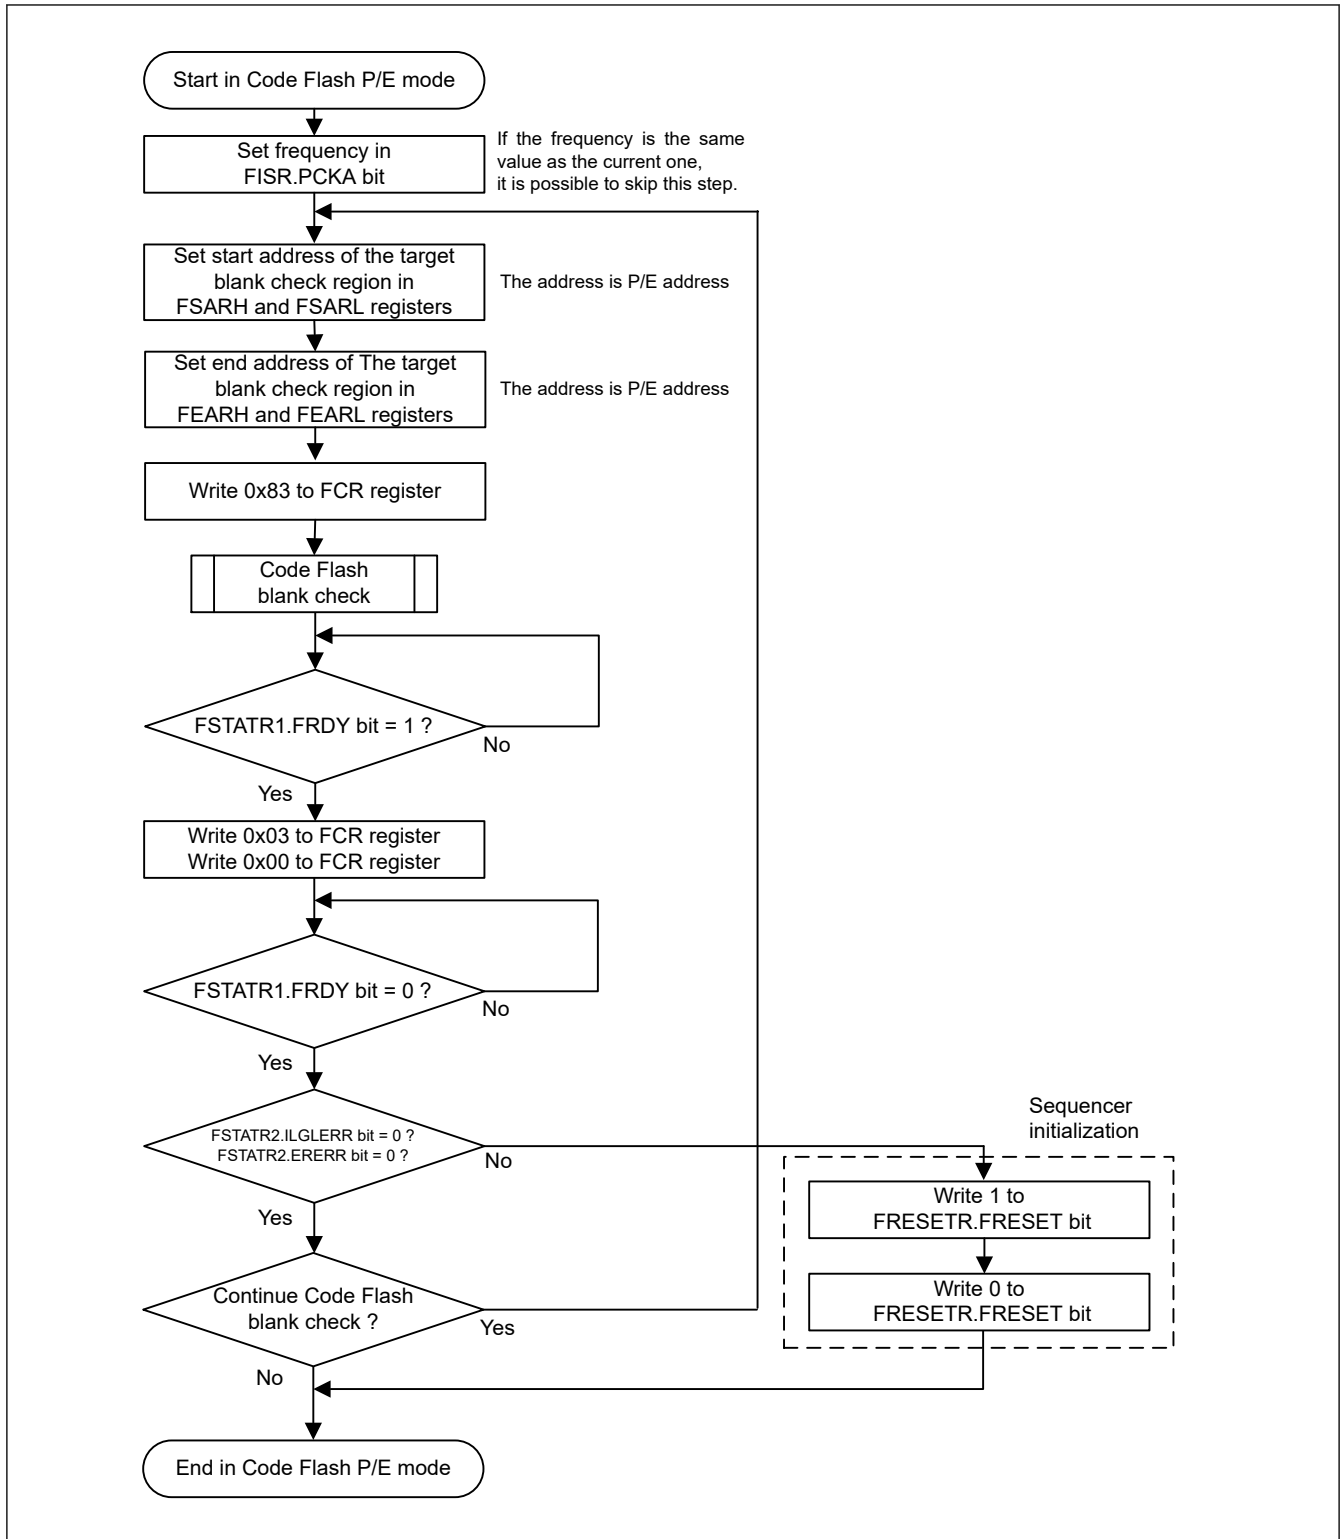 Start in Code Flash P/E mode
Set frequency in
FISR.PCKA bit
If the frequency is the same
value as the current one,
it is possible to skip this step.
Set start address of the target
blank check region in
FSARH and FSARL registers
The address is P/E address
Set end address of The target
blank check region in
FEARH and FEARL registers
The address is P/E address
Write 0x83 to FCR register
Code Flash
blank check
FSTATR1.FRDY bit = 1 ?
No
Yes
Write 0x03 to FCR register
Write 0x00 to FCR register
FSTATR1.FRDY bit = 0 ?
No
Yes
FSTATR2.ILGLERR bit = 0 ?
FSTATR2.ERERR bit = 0 ?
No
Yes
Sequencer
initialization
Write 1 to
FRESETR.FRESET bit
Write 0 to
FRESETR.FRESET bit
Continue Code Flash
blank check ?
Yes
No
End in Code Flash P/E mode